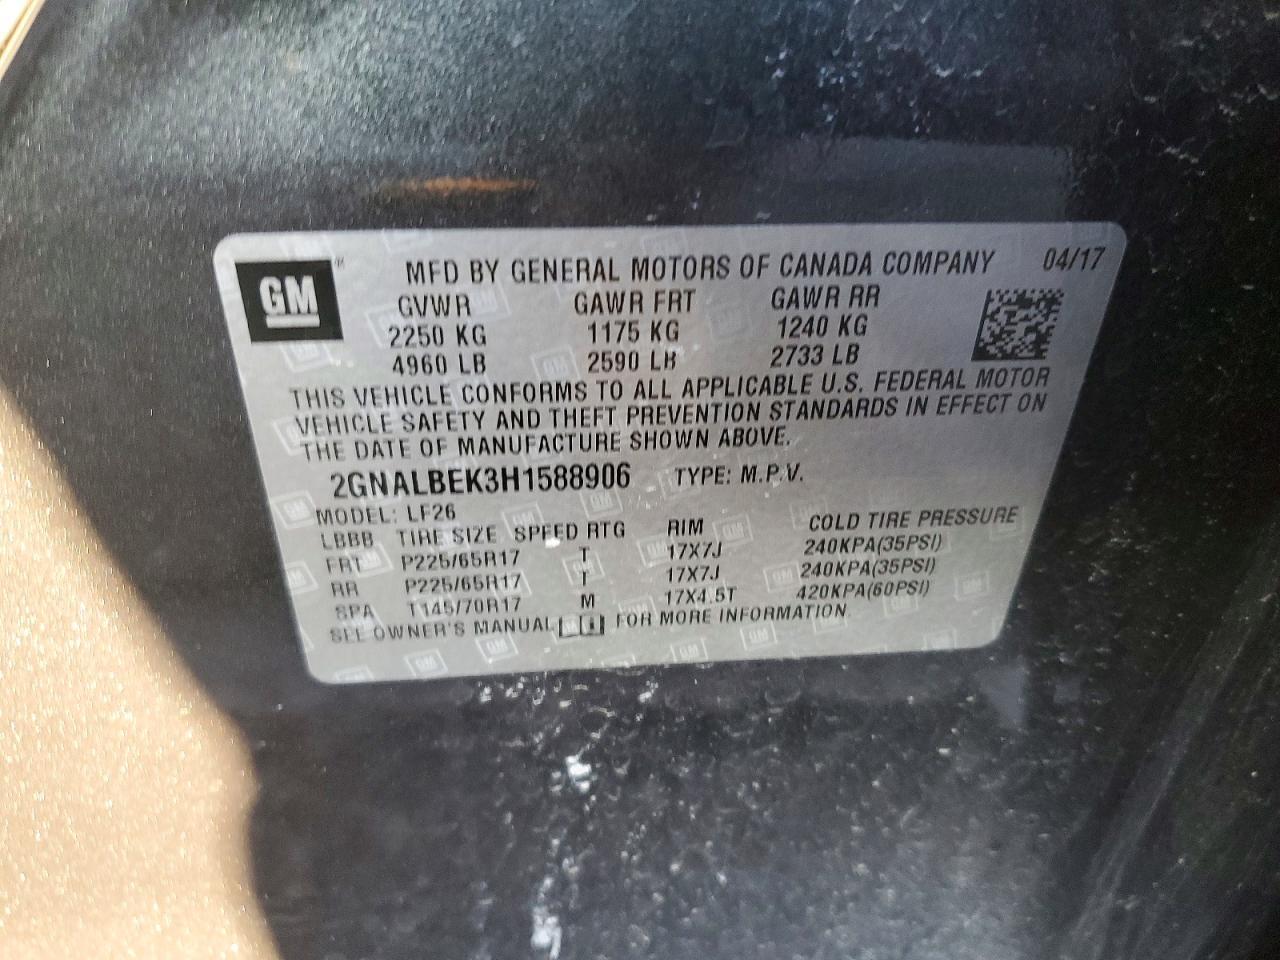 GM
MFD BY GENERAL MOTORS OF CANADA COMPANY 04/17
GVWR GAWR FRT GAWR RR
2250 KG 1175 KG 1240 KG
4960 LB 2590 LB 2733 LB
THIS VEHICLE CONFORMS TO ALL APPLICABLE U.S. FEDERAL MOTOR
VEHICLE SAFETY AND THEFT PREVENTION STANDARDS IN EFFECT ON
THE DATE OF MANUFACTURE SHOWN ABOVE.
2GNALBEK3H1588906 TYPE: M.P.V.
MODEL: LF26
LBBB TIRE SIZE SPEED RTG RIM COLD TIRE PRESSURE
FRT P225/65R17 T 17X7J 240KPA(35PSI)
RR P225/65R17 T 17X7J 240KPA(35PSI)
SPA T145/70R17 M 17X4.5T 420KPA(60PSI)
SEE OWNER'S MANUAL FOR MORE INFORMATION.